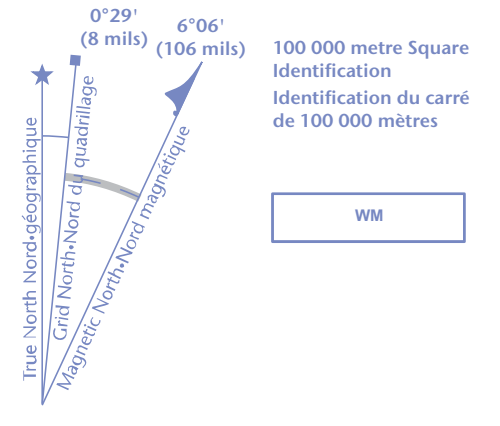 0°29'
(8 mils)
6°06'
(106 mils)
100 000 metre Square
Identification
Identification du carré
de 100 000 mètres
WM
True North Nord•géographique
Grid North•Nord du quadrillage
Magnetic North•Nord magnétique